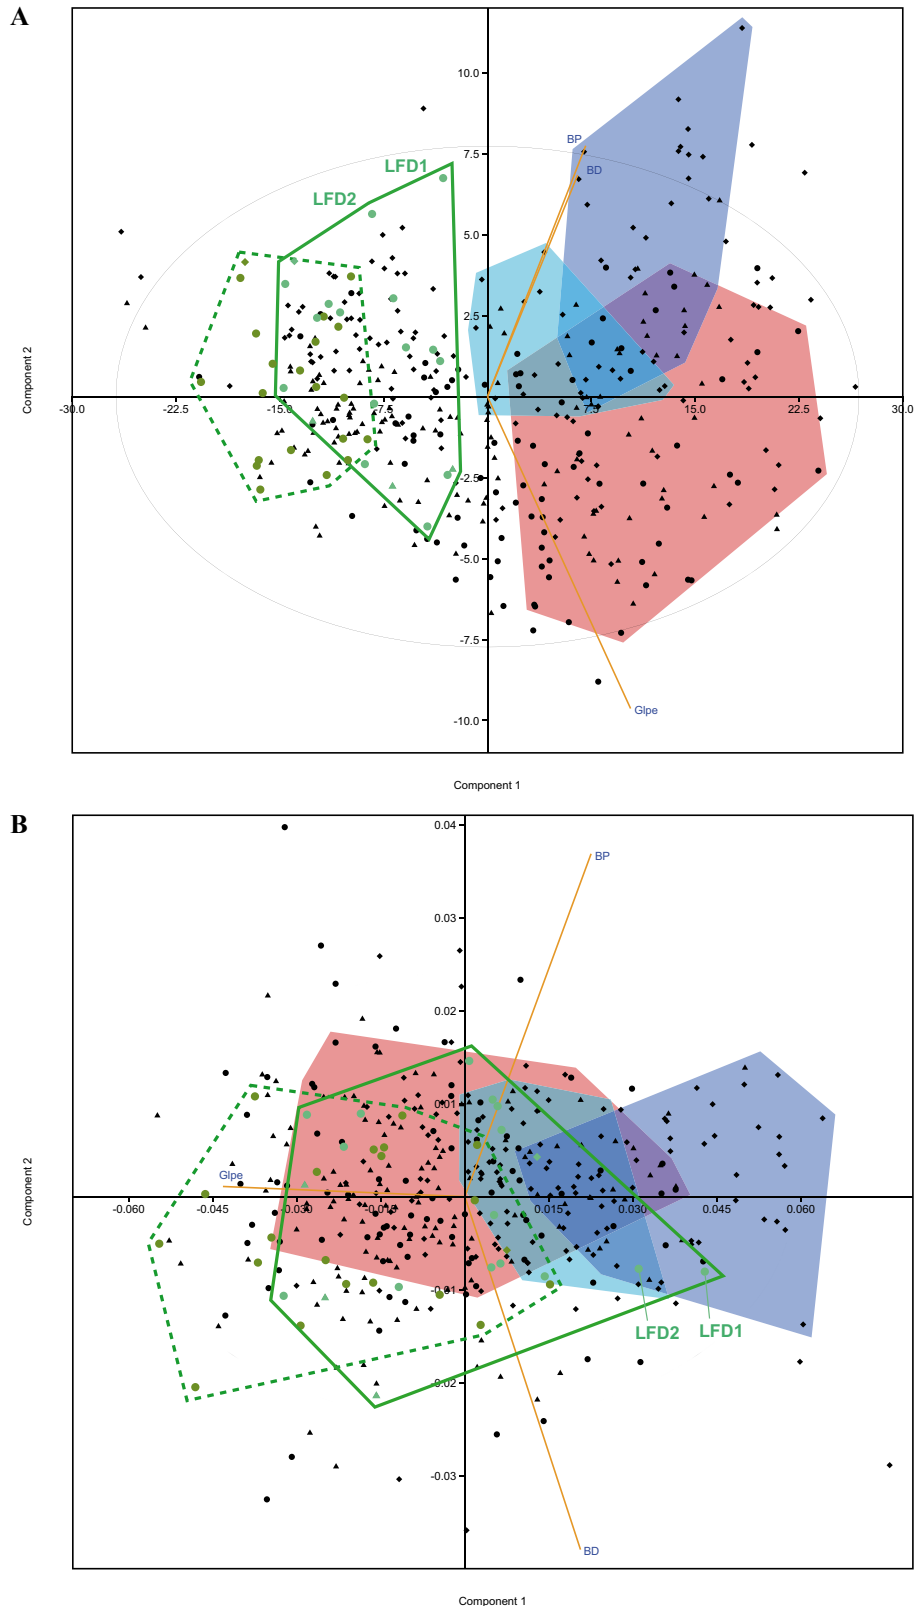 A
10.0
BP
7.5
BD
LFD1
LFD2
5.0
2.5
Component 2
-30.0
-22.5
-15.0
-7.5
7.5
15.0
22.5
30.0
-2.5
-5.0
-7.5
Glpe
-10.0
Component 1
B
0.04
BP
0.03
0.02
0.01
Component 2
Glpe
-0.060
-0.045
-0.030
-0.015
0.015
0.030
0.045
0.060
-0.01
LFD2
LFD1
-0.02
-0.03
BD
Component 1